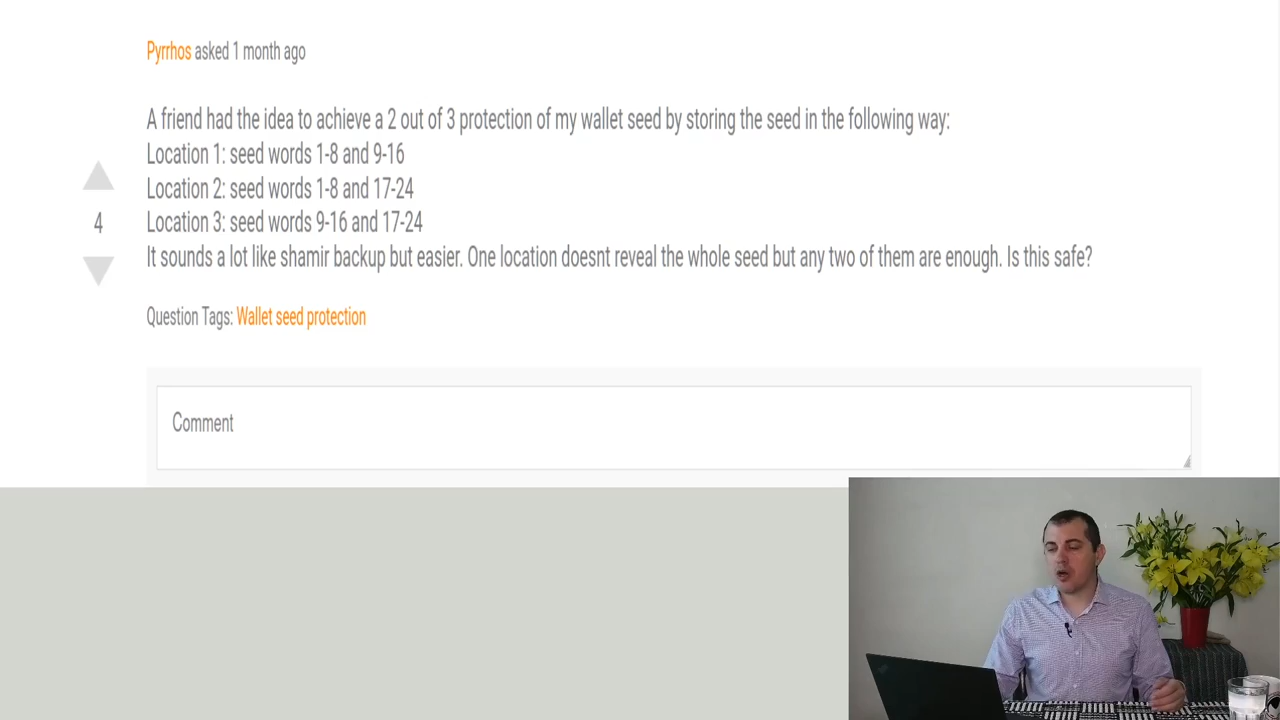 Pyrrhos asked 1 month ago
A friend had the idea to achieve a 2 out of 3 protection of my wallet seed by storing the seed in the following way:
Location 1: seed words 1-8 and 9-16
Location 2: seed words 1-8 and 17-24
4
Location 3: seed words 9-16 and 17-24
It sounds a lot like shamir backup but easier. One location doesnt reveal the whole seed but any two of them are enough. Is this safe?
Question Tags: Wallet seed protection
Comment